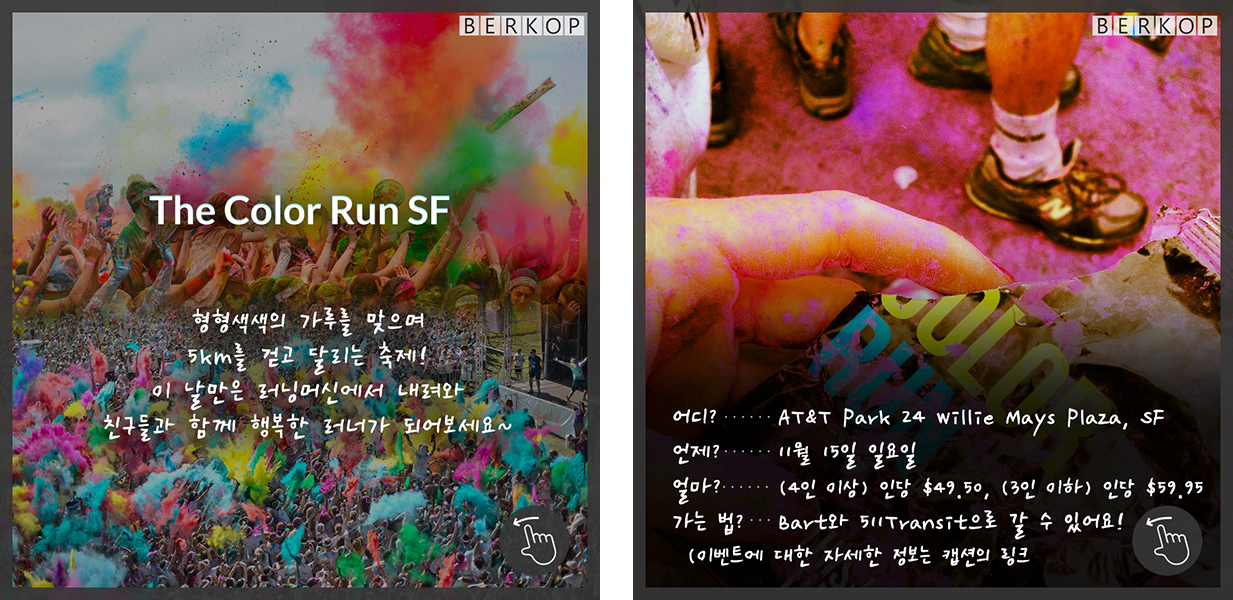 BERKOP
The Color Run SF
형형색색의 가루를 맞으며
5km를 걷고 달리는 축제!
이 날만은 러닝머신에서 내려와
친구들과 함께 행복한 러너가 되어보세요~
BERKOP
COLOR
RUN
어디? ······ AT&T Park 24 Willie Mays Plaza, SF
언제? ······ 11월 15일 일요일
얼마? ······ (4인 이상) 인당 $49.50, (3인 이하) 인당 $59.95
가는 법? ··· Bart와 511Transit으로 갈 수 있어요!
(이벤트에 대한 자세한 정보는 캡션의 링크